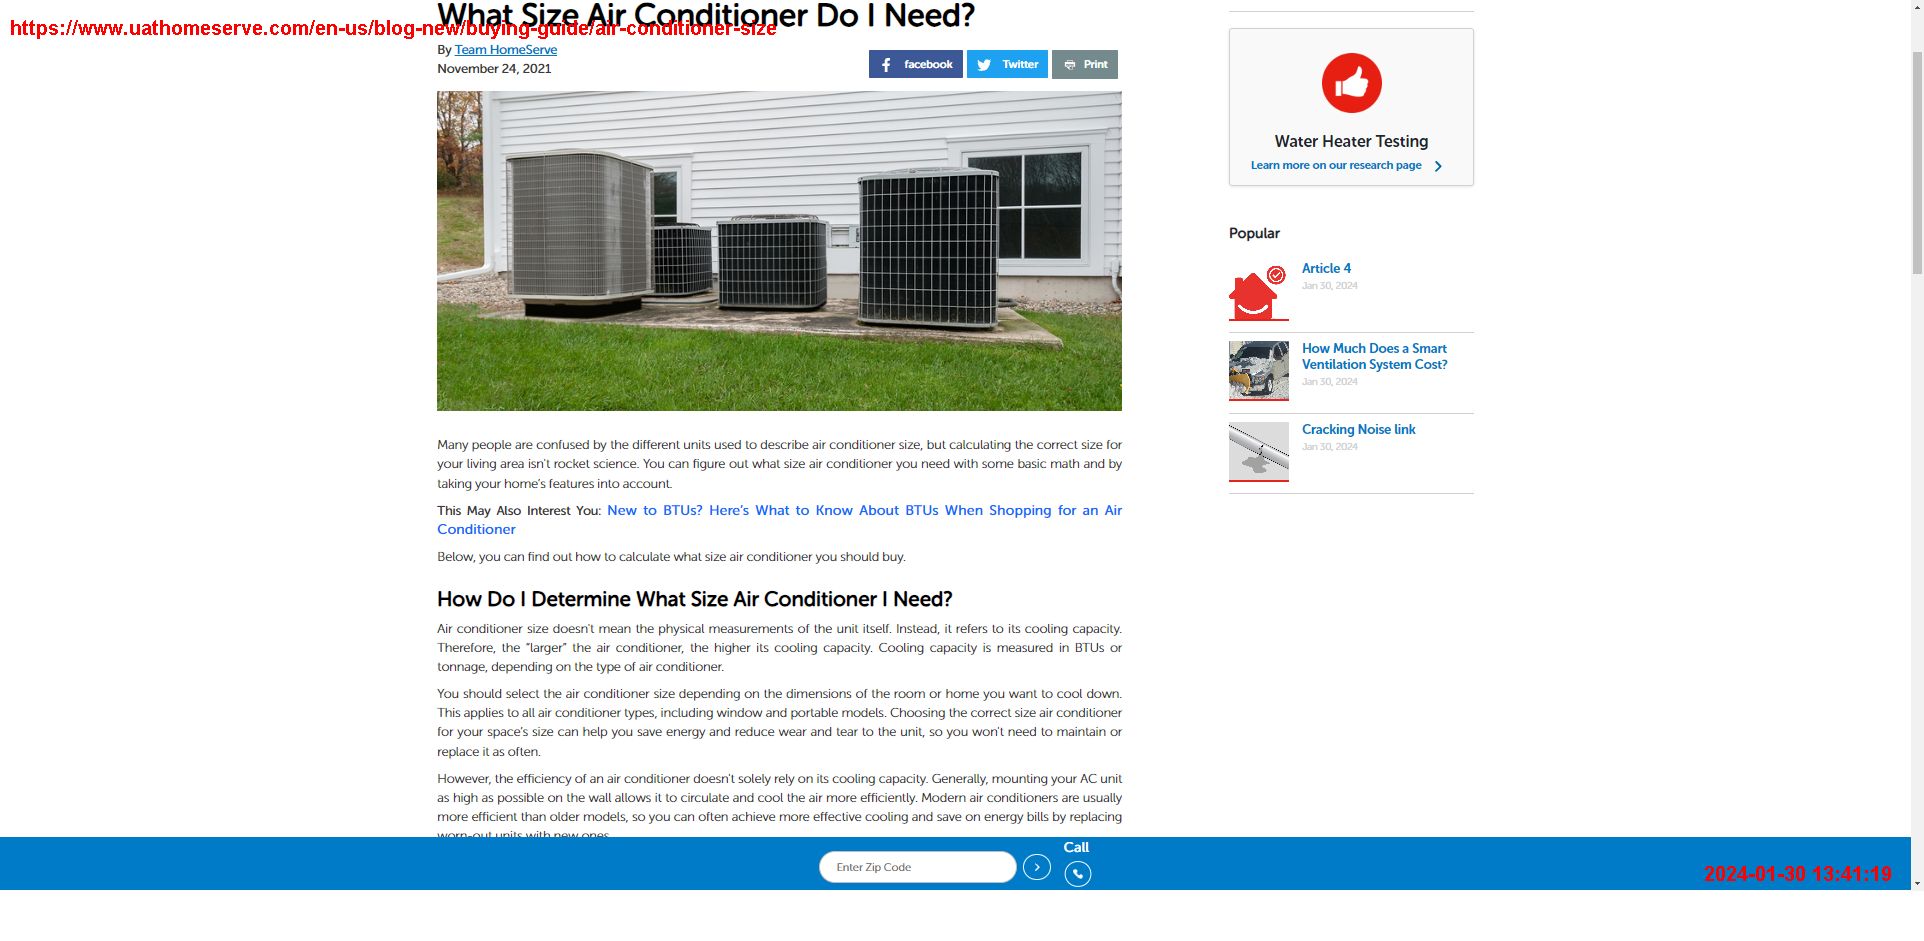 What Size Air Conditioner Do I Need?
https://www.uathomeserve.com/en-us/blog-new/buying-guide/air-conditioner-size
By Team HomeServe
November 24, 2021
facebook
Twitter
Print
Many people are confused by the different units used to describe air conditioner size, but calculating the correct size for
your living area isn't rocket science. You can figure out what size air conditioner you need with some basic math and by
taking your home's features into account.
This May Also Interest You: New to BTUs? Here's What to Know About BTUs When Shopping for an Air
Conditioner
Below, you can find out how to calculate what size air conditioner you should buy.
How Do I Determine What Size Air Conditioner I Need?
Air conditioner size doesn't mean the physical measurements of the unit itself. Instead, it refers to its cooling capacity.
Therefore, the "larger" the air conditioner, the higher its cooling capacity. Cooling capacity is measured in BTUs or
tonnage, depending on the type of air conditioner.
You should select the air conditioner size depending on the dimensions of the room or home you want to cool down.
This applies to all air conditioner types, including window and portable models. Choosing the correct size air conditioner
for your space's size can help you save energy and reduce wear and tear to the unit, so you won't need to maintain or
replace it as often.
However, the efficiency of an air conditioner doesn't solely rely on its cooling capacity. Generally, mounting your AC unit
as high as possible on the wall allows it to circulate and cool the air more efficiently. Modern air conditioners are usually
more efficient than older models, so you can often achieve more effective cooling and save on energy bills by replacing
worn-out units with new ones.
Water Heater Testing
Learn more on our research page
Popular
Article 4
Jan 30, 2024
How Much Does a Smart
Ventilation System Cost?
Jan 30, 2024
Cracking Noise link
Jan 30, 2024
Enter Zip Code
Call
2024-01-30 13:41:19